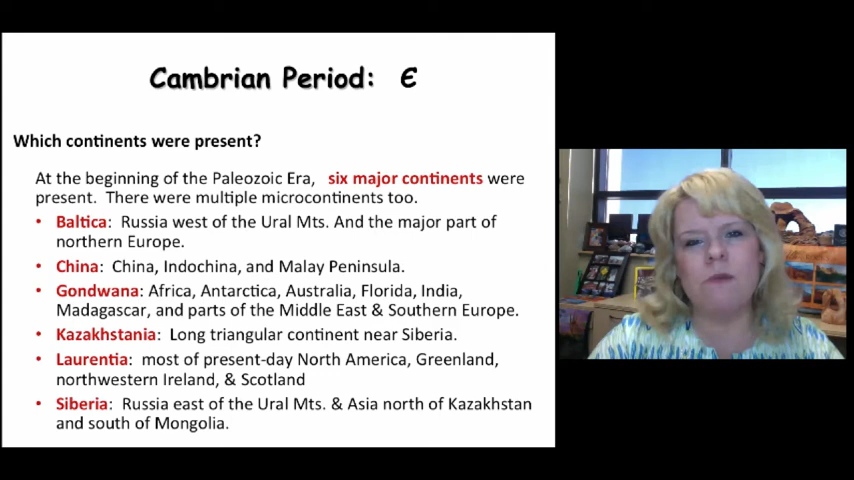 Cambrian Period: Ꞓ
Which continents were present?
At the beginning of the Paleozoic Era, six major continents were
present. There were multiple microcontinents too.
• Baltica: Russia west of the Ural Mts. And the major part of
northern Europe.
• China: China, Indochina, and Malay Peninsula.
• Gondwana: Africa, Antarctica, Australia, Florida, India,
Madagascar, and parts of the Middle East & Southern Europe.
• Kazakhstania: Long triangular continent near Siberia.
• Laurentia: most of present-day North America, Greenland,
northwestern Ireland, & Scotland
• Siberia: Russia east of the Ural Mts. & Asia north of Kazakhstan
and south of Mongolia.